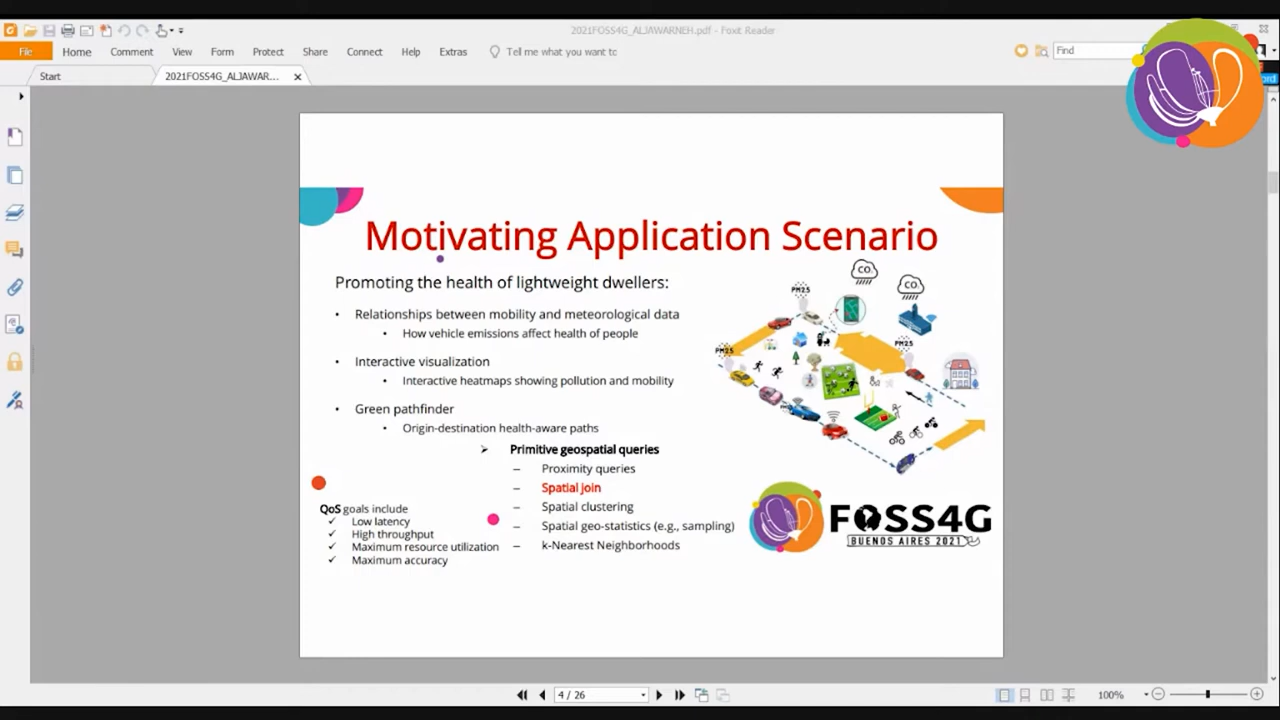 2021FOSS4G_ALJAWARNEH.pdf - Foxit Reader
File Home Comment View Form Protect Share Connect Help Extras Tell me what you want to
Find
Start 2021FOSS4G_ALJAWAR...
Motivating Application Scenario
Promoting the health of lightweight dwellers:
• Relationships between mobility and meteorological data
• How vehicle emissions affect health of people
• Interactive visualization
• Interactive heatmaps showing pollution and mobility
• Green pathfinder
• Origin-destination health-aware paths
➢ Primitive geospatial queries
– Proximity queries
– Spatial join
– Spatial clustering
– Spatial geo-statistics (e.g., sampling)
– k-Nearest Neighborhoods
QoS goals include
✓ Low latency
✓ High throughput
✓ Maximum resource utilization
✓ Maximum accuracy
CO
CO
PM2.5
PM2.5
PM2.5
FOSS4G
BUENOS AIRES 2021
4 / 26
100%